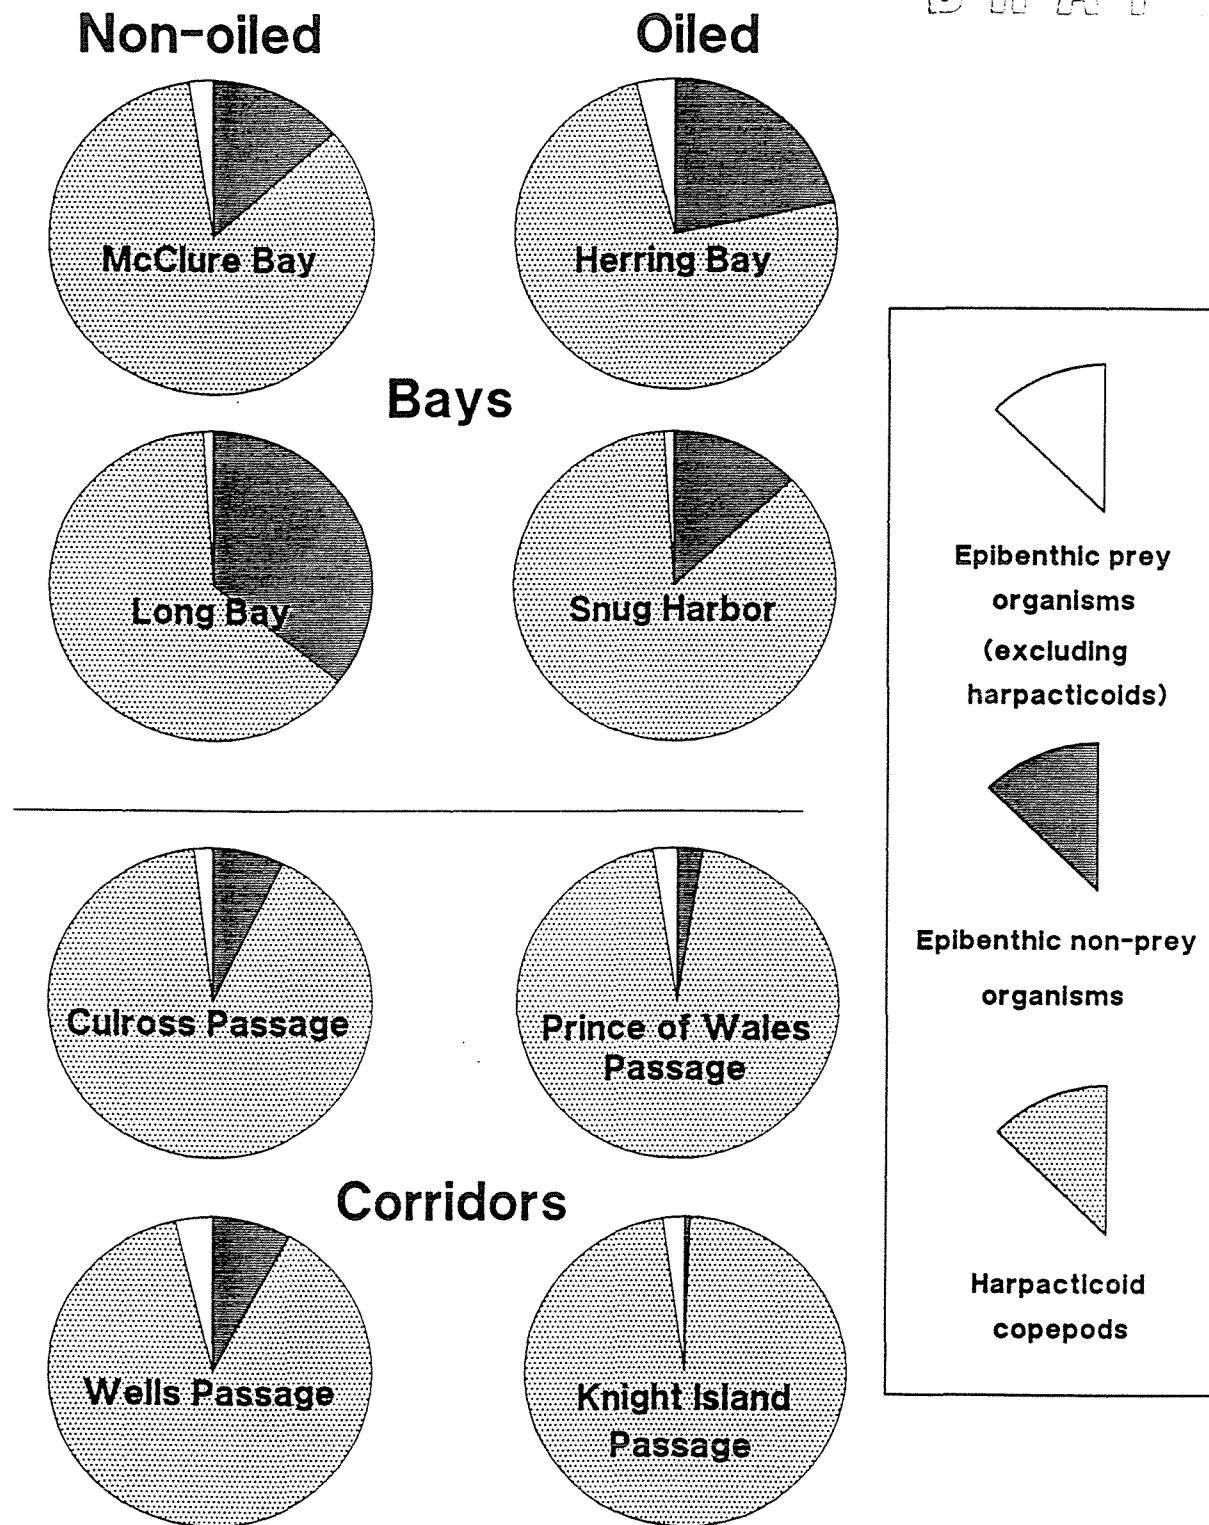 Non-oiled
Oiled
McClure Bay
Herring Bay
Bays
Long Bay
Snug Harbor
Culross Passage
Prince of Wales
Passage
Corridors
Wells Passage
Knight Island
Passage
Epibenthic prey
organisms
(excluding
harpacticoids)
Epibenthic non-prey
organisms
Harpacticoid
copepods